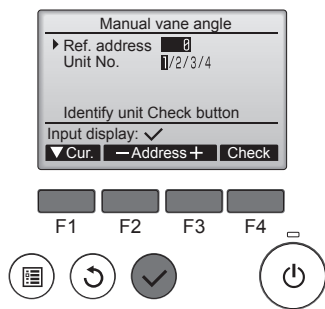 Manual vane angle
Ref. address 0
Unit No. 1/2/3/4
Identify unit Check button
Input display: ✓
▼Cur. －Address＋ Check
F1 F2 F3 F4